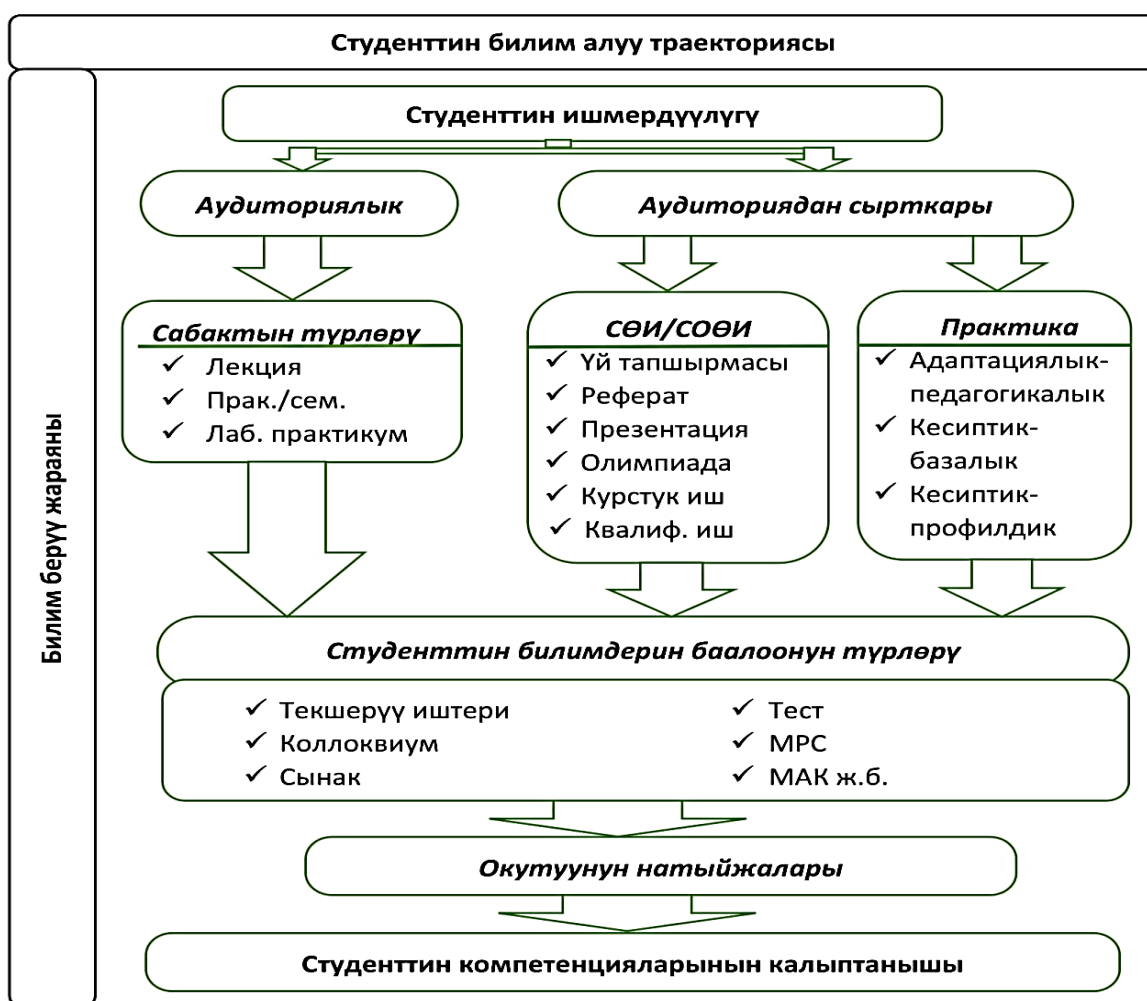 Студенттин билим алуу траекториясы
Билим берүү жараяны
Студенттин ишмердүүлүгү
Аудиториялык
Аудиториядан сырткары
Сабактын түрлөрү
✓ Лекция
✓ Прак./сем.
✓ Лаб. практикум
СӨИ/СОӨИ
✓ Үй тапшырмасы
✓ Реферат
✓ Презентация
✓ Олимпиада
✓ Курстук иш
✓ Квалиф. иш
Практика
✓ Адаптациялык-
педагогикалык
✓ Кесиптик-
базалык
✓ Кесиптик-
профилдик
Студенттин билимдерин баалоонун түрлөрү
✓ Текшерүү иштери
✓ Коллоквиум
✓ Сынак
✓ Тест
✓ МРС
✓ МАК ж.б.
Окутуунун натыйжалары
Студенттин компетенцияларынын калыптанышы